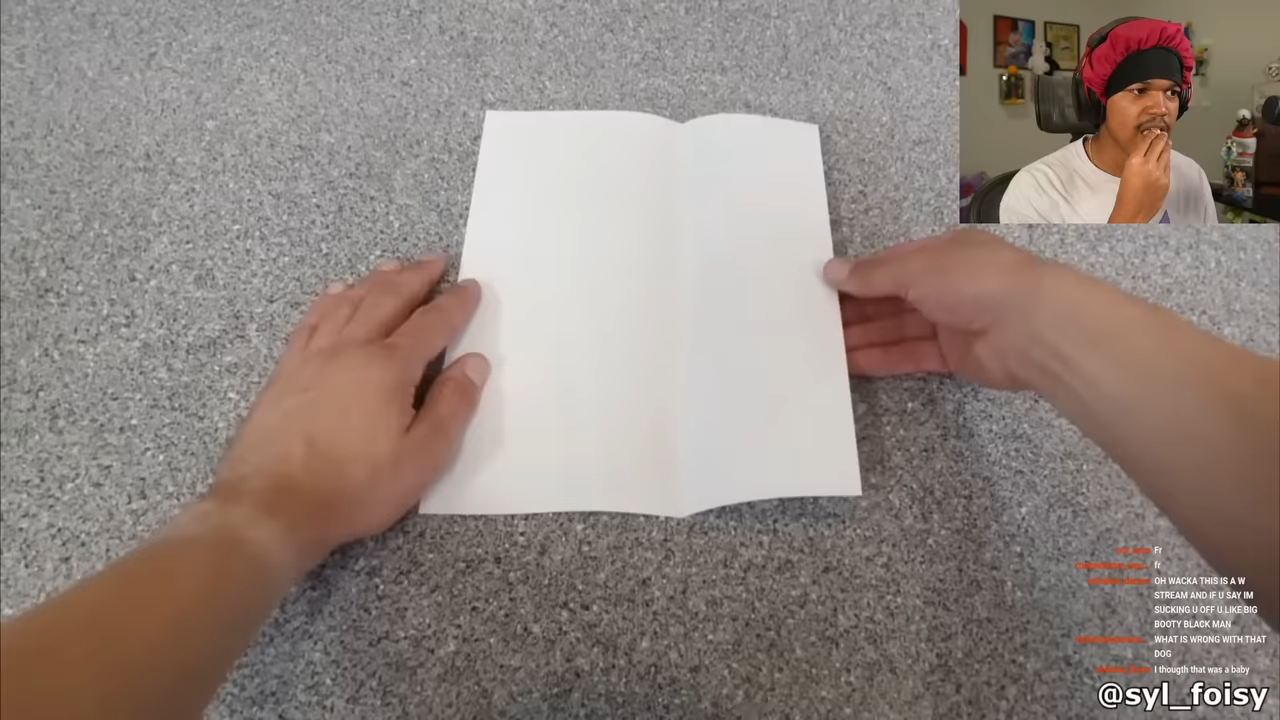 Fr
fr
OH WACKA THIS IS A W
STREAM AND IF U SAY IM
SUCKING U OFF U LIKE BIG
BOOTY BLACK MAN
WHAT IS WRONG WITH THAT
DOG
I thougth that was a baby
@syl_foisy